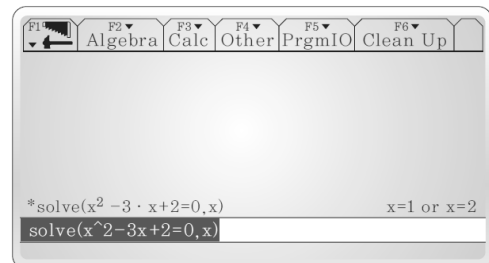 F1▼ F2▼ Algebra F3▼ Calc F4▼ Other F5▼ PrgmIO F6▼ Clean Up
*solve(x² −3 · x+2=0,x) x=1 or x=2
solve(x^2−3x+2=0,x)